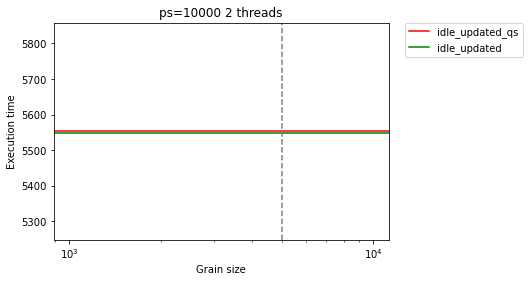 ps=10000 2 threads
idle_updated_qs
idle_updated
Execution time
5800
5700
5600
5500
5400
5300
10³
10⁴
Grain size